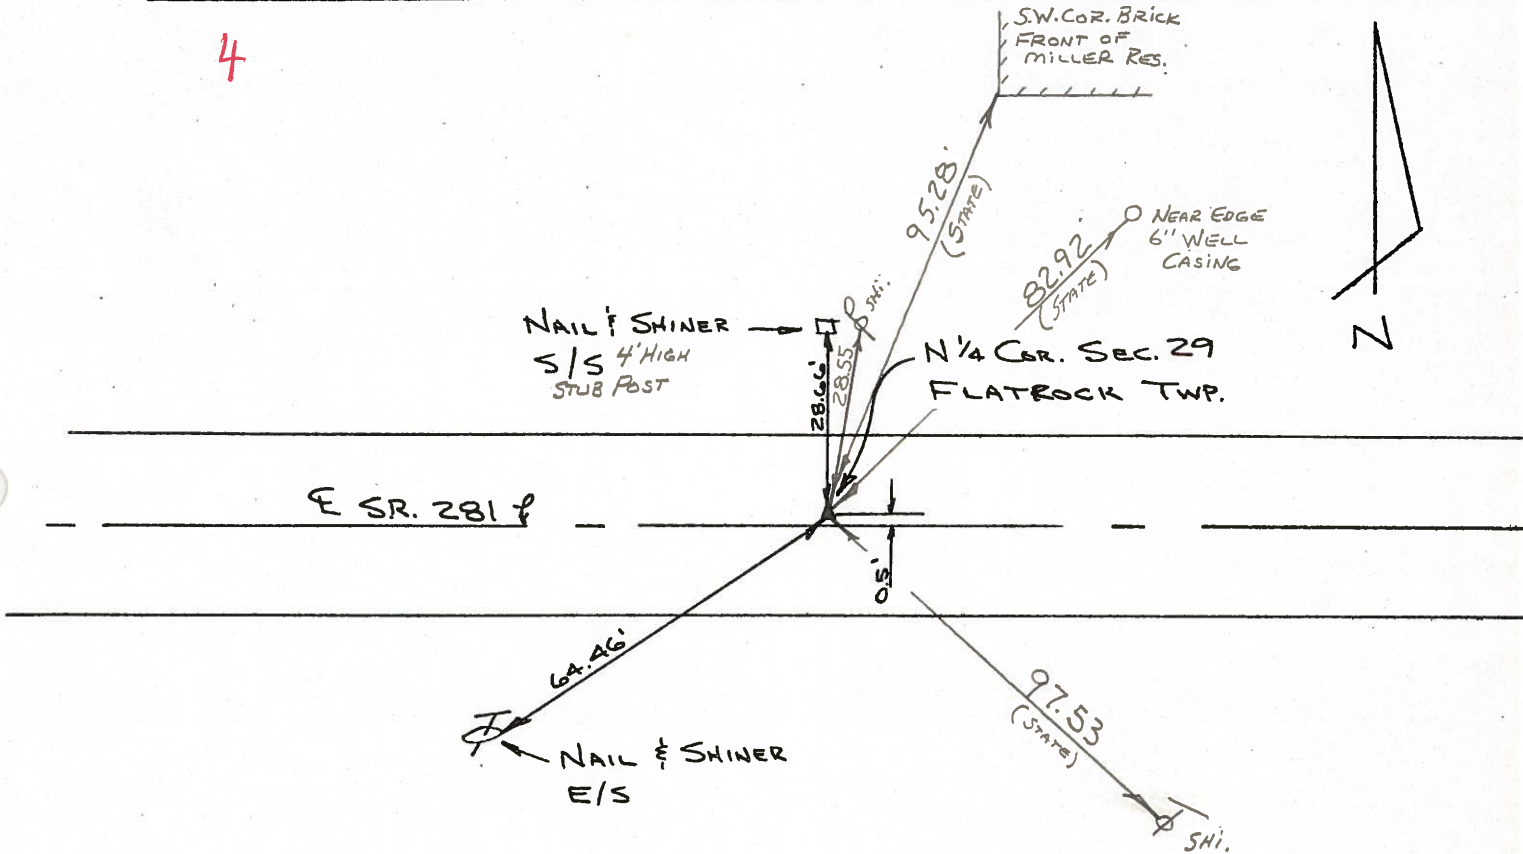 4
S.W. COR. BRICK
FRONT OF
MILLER RES.
95.28'
(STATE)
NEAR EDGE
6" WELL
CASING
82.92'
(STATE)
SHI.
28.55
28.66'
NAIL & SHINER
S/S 4' HIGH
STUB POST
N 1/4 COR. SEC. 29
FLATROCK TWP.
N
℄ SR. 281
0.5'
64.46'
NAIL & SHINER
E/S
97.53
(STATE)
SHI.